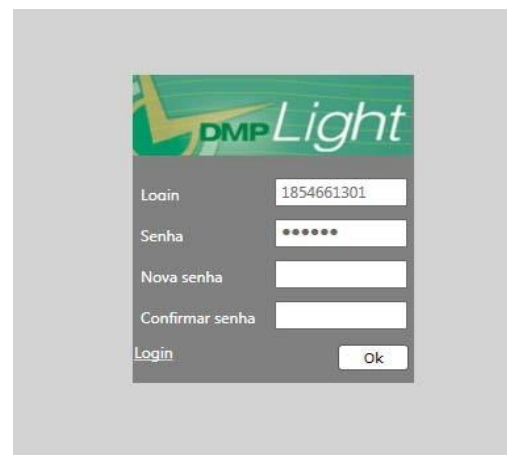 DMP Light
Login 1854661301
Senha ••••••
Nova senha
Confirmar senha
Login Ok